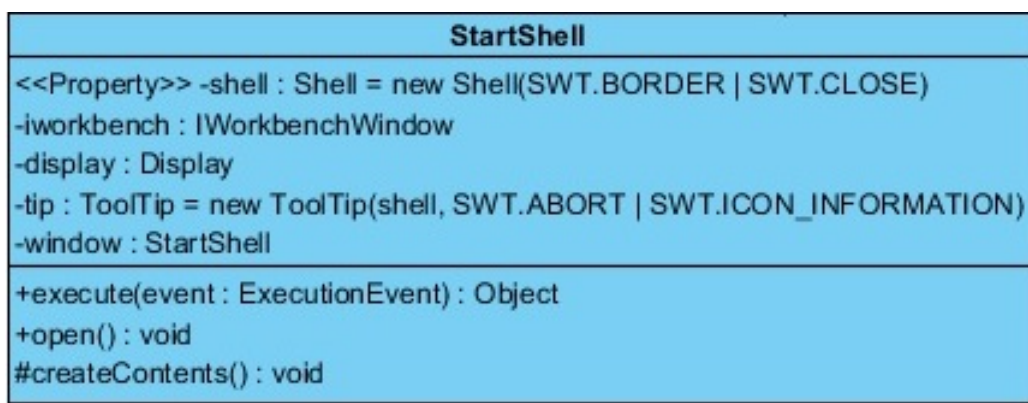 StartShell
<<Property>> -shell : Shell = new Shell(SWT.BORDER | SWT.CLOSE)
-iworkbench : IWorkbenchWindow
-display : Display
-tip : ToolTip = new ToolTip(shell, SWT.ABORT | SWT.ICON_INFORMATION)
-window : StartShell
+execute(event : ExecutionEvent) : Object
+open() : void
#createContents() : void